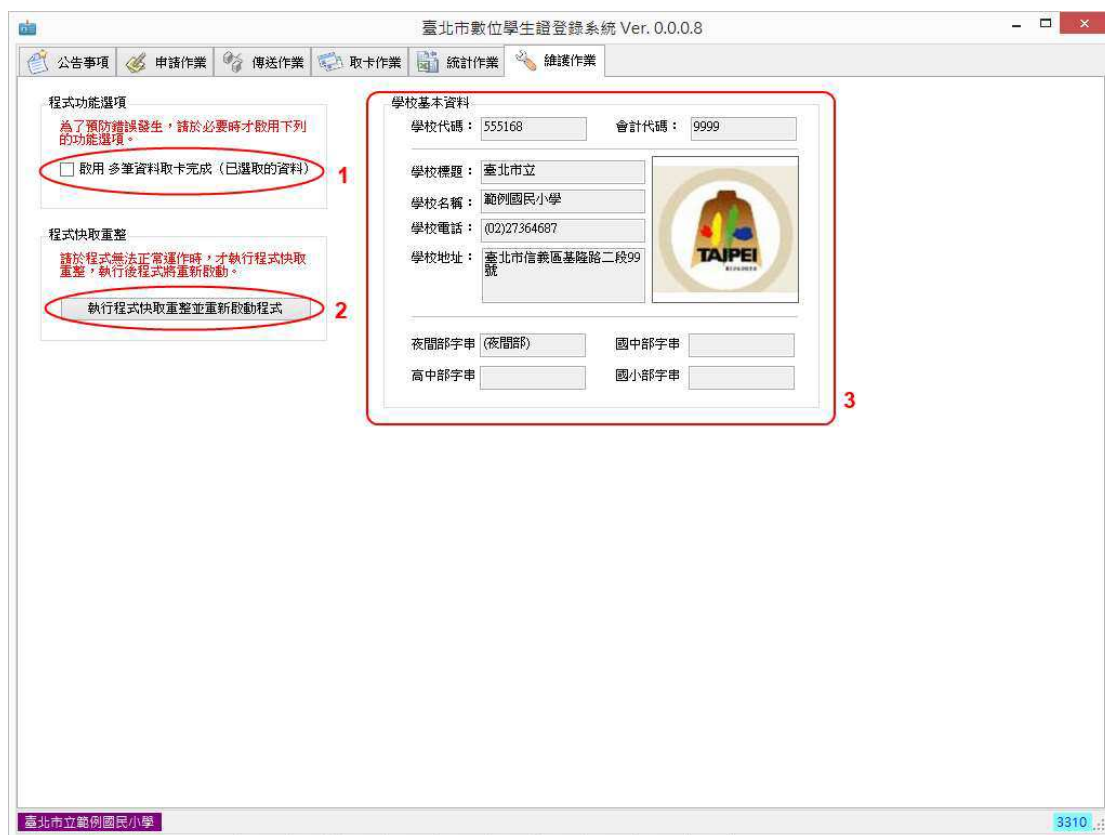 臺北市數位學生證登錄系統 Ver. 0.0.0.8
公告事項 申請作業 傳送作業 取卡作業 統計作業 維護作業
程式功能選項
為了預防錯誤發生，請於必要時才啟用下列
的功能選項。
啟用 多筆資料取卡完成（已選取的資料）
1
程式快取重整
請於程式無法正常運作時，才執行程式快取
重整，執行後程式將重新啟動。
執行程式快取重整並重新啟動程式
2
學校基本資料
學校代碼： 555168 會計代碼： 9999
學校標題： 臺北市立
學校名稱： 範例國民小學
學校電話： (02)27364687
學校地址： 臺北市信義區基隆路二段99
號
TAIPEI
夜間部字串 (夜間部) 國中部字串
高中部字串 國小部字串
3
臺北市立範例國民小學 3310